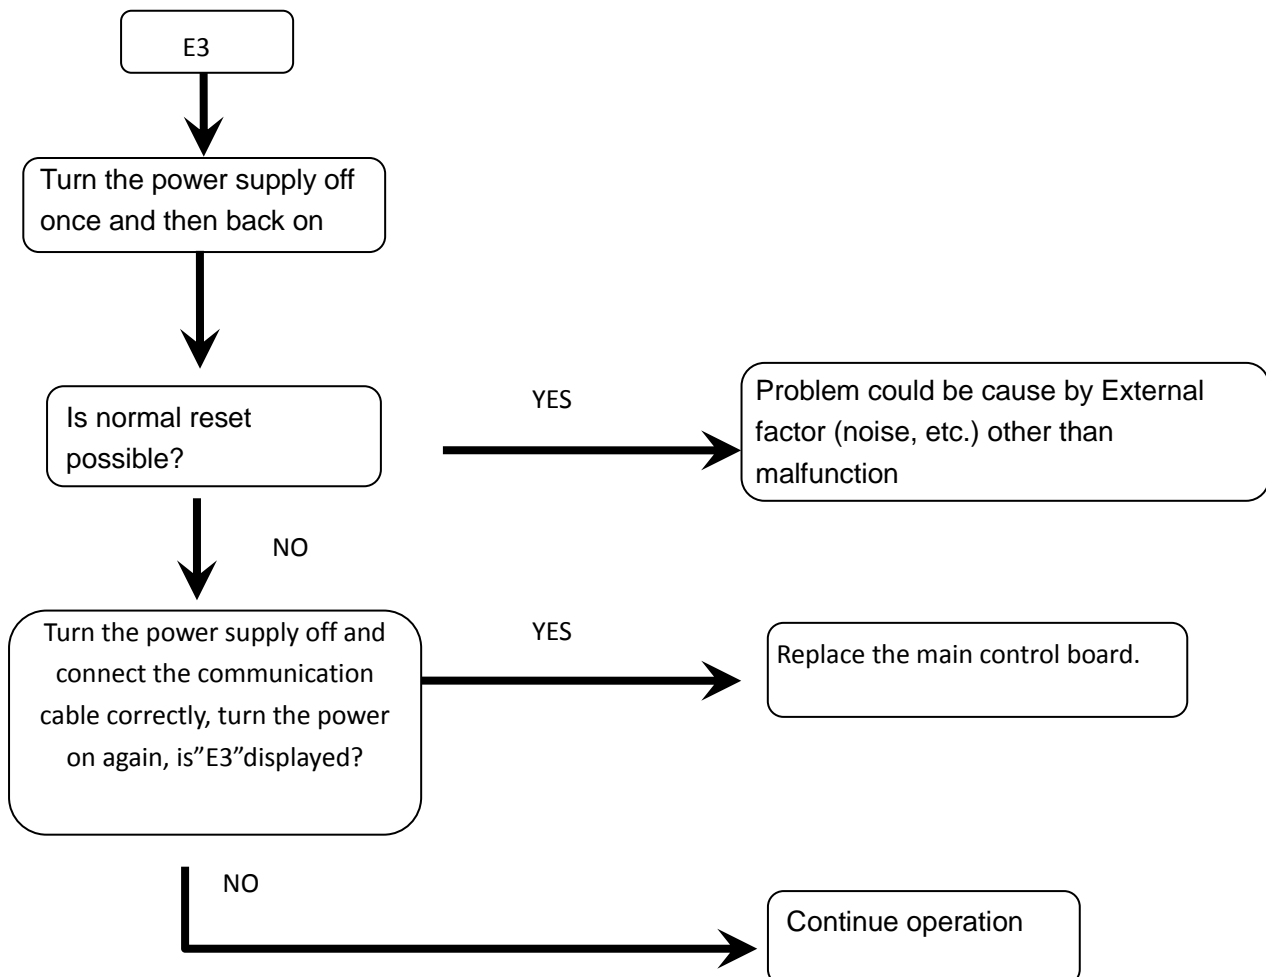 E3
Turn the power supply off
once and then back on
Is normal reset
possible?
YES
Problem could be cause by External
factor (noise, etc.) other than
malfunction
NO
Turn the power supply off and
connect the communication
cable correctly, turn the power
on again, is”E3”displayed?
YES
Replace the main control board.
NO
Continue operation